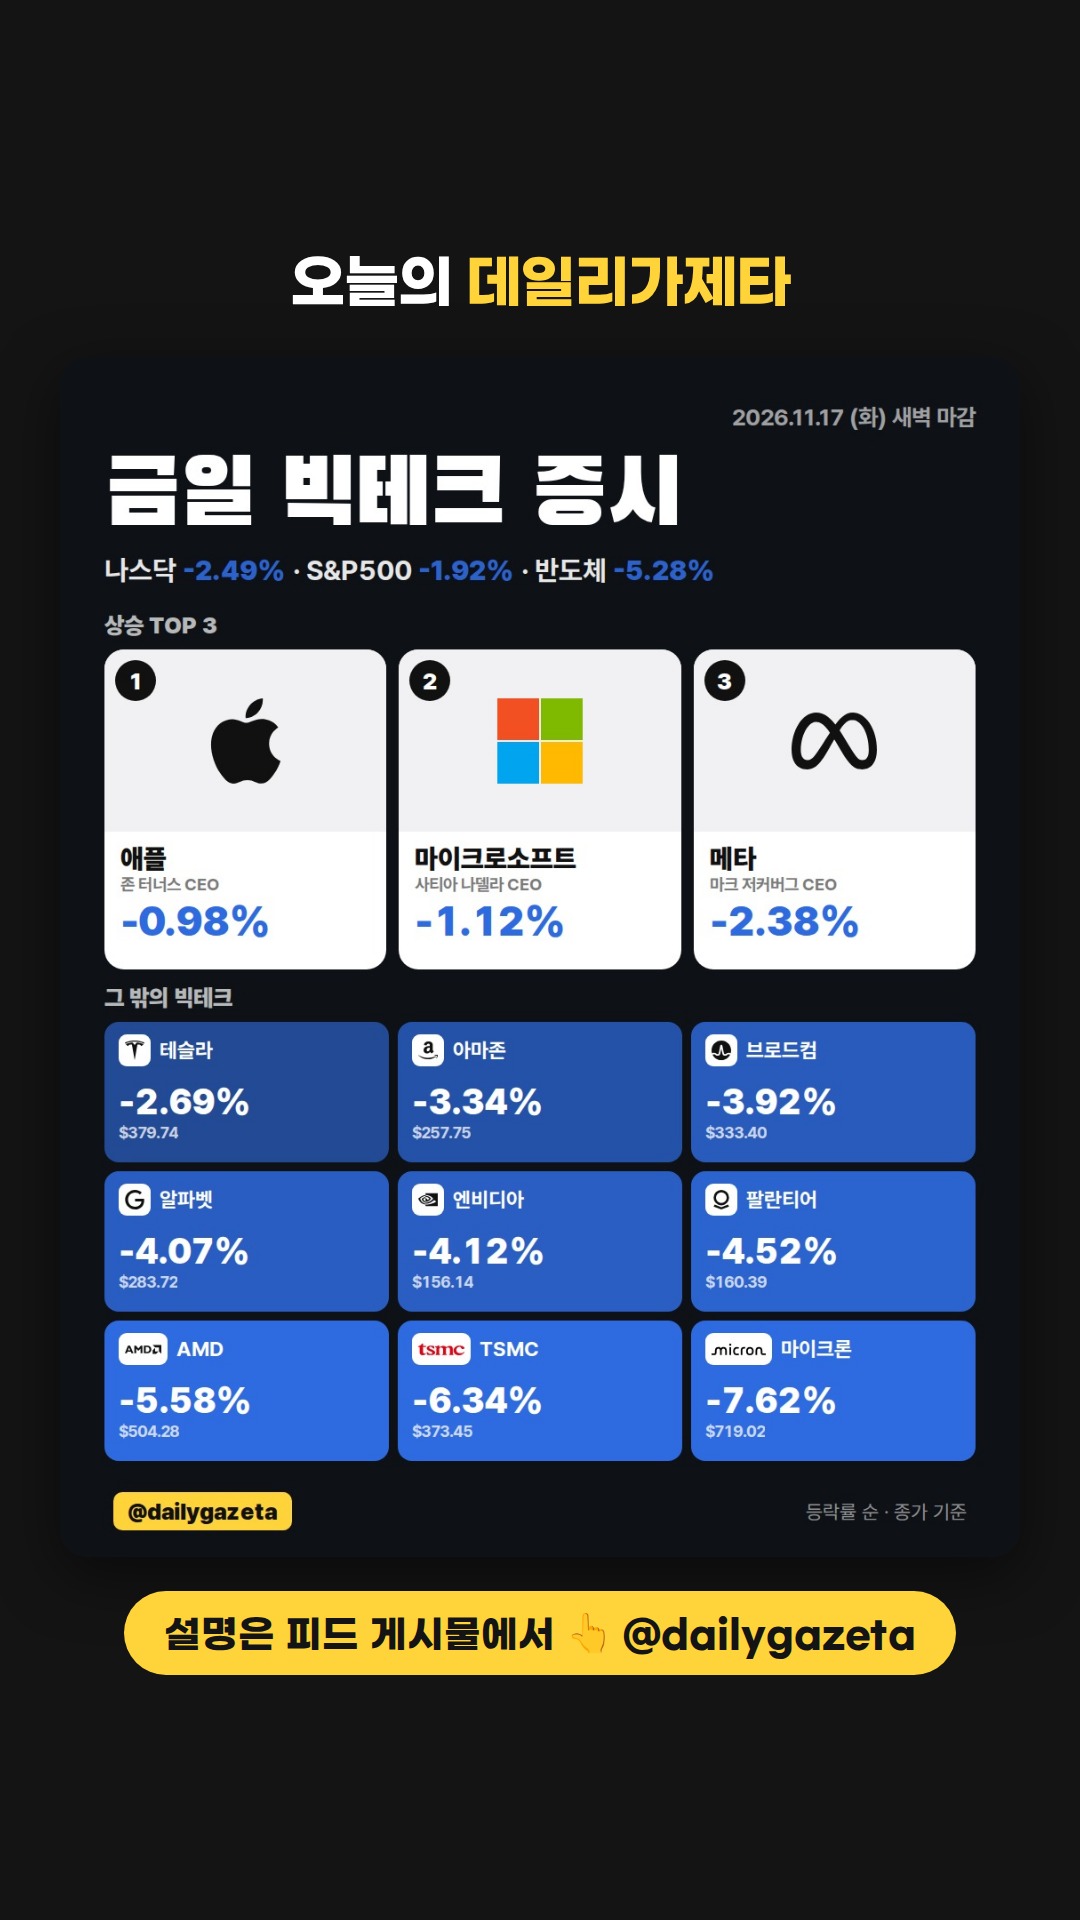 오늘의 데일리가제타
2026.11.17 (화) 새벽 마감
금일 빅테크 증시
나스닥 -2.49% · S&P500 -1.92% · 반도체 -5.28%
상승 TOP 3
1
2
3
애플
존 터너스 CEO
-0.98%
마이크로소프트
사티아 나델라 CEO
-1.12%
메타
마크 저커버그 CEO
-2.38%
그 밖의 빅테크
테슬라
-2.69%
$379.74
아마존
-3.34%
$257.75
브로드컴
-3.92%
$333.40
알파벳
-4.07%
$283.72
엔비디아
-4.12%
$156.14
팔란티어
-4.52%
$160.39
AMD AMD
-5.58%
$504.28
tsmc TSMC
-6.34%
$373.45
micron 마이크론
-7.62%
$719.02
@dailygazeta
등락률 순 · 종가 기준
설명은 피드 게시물에서 👆 @dailygazeta